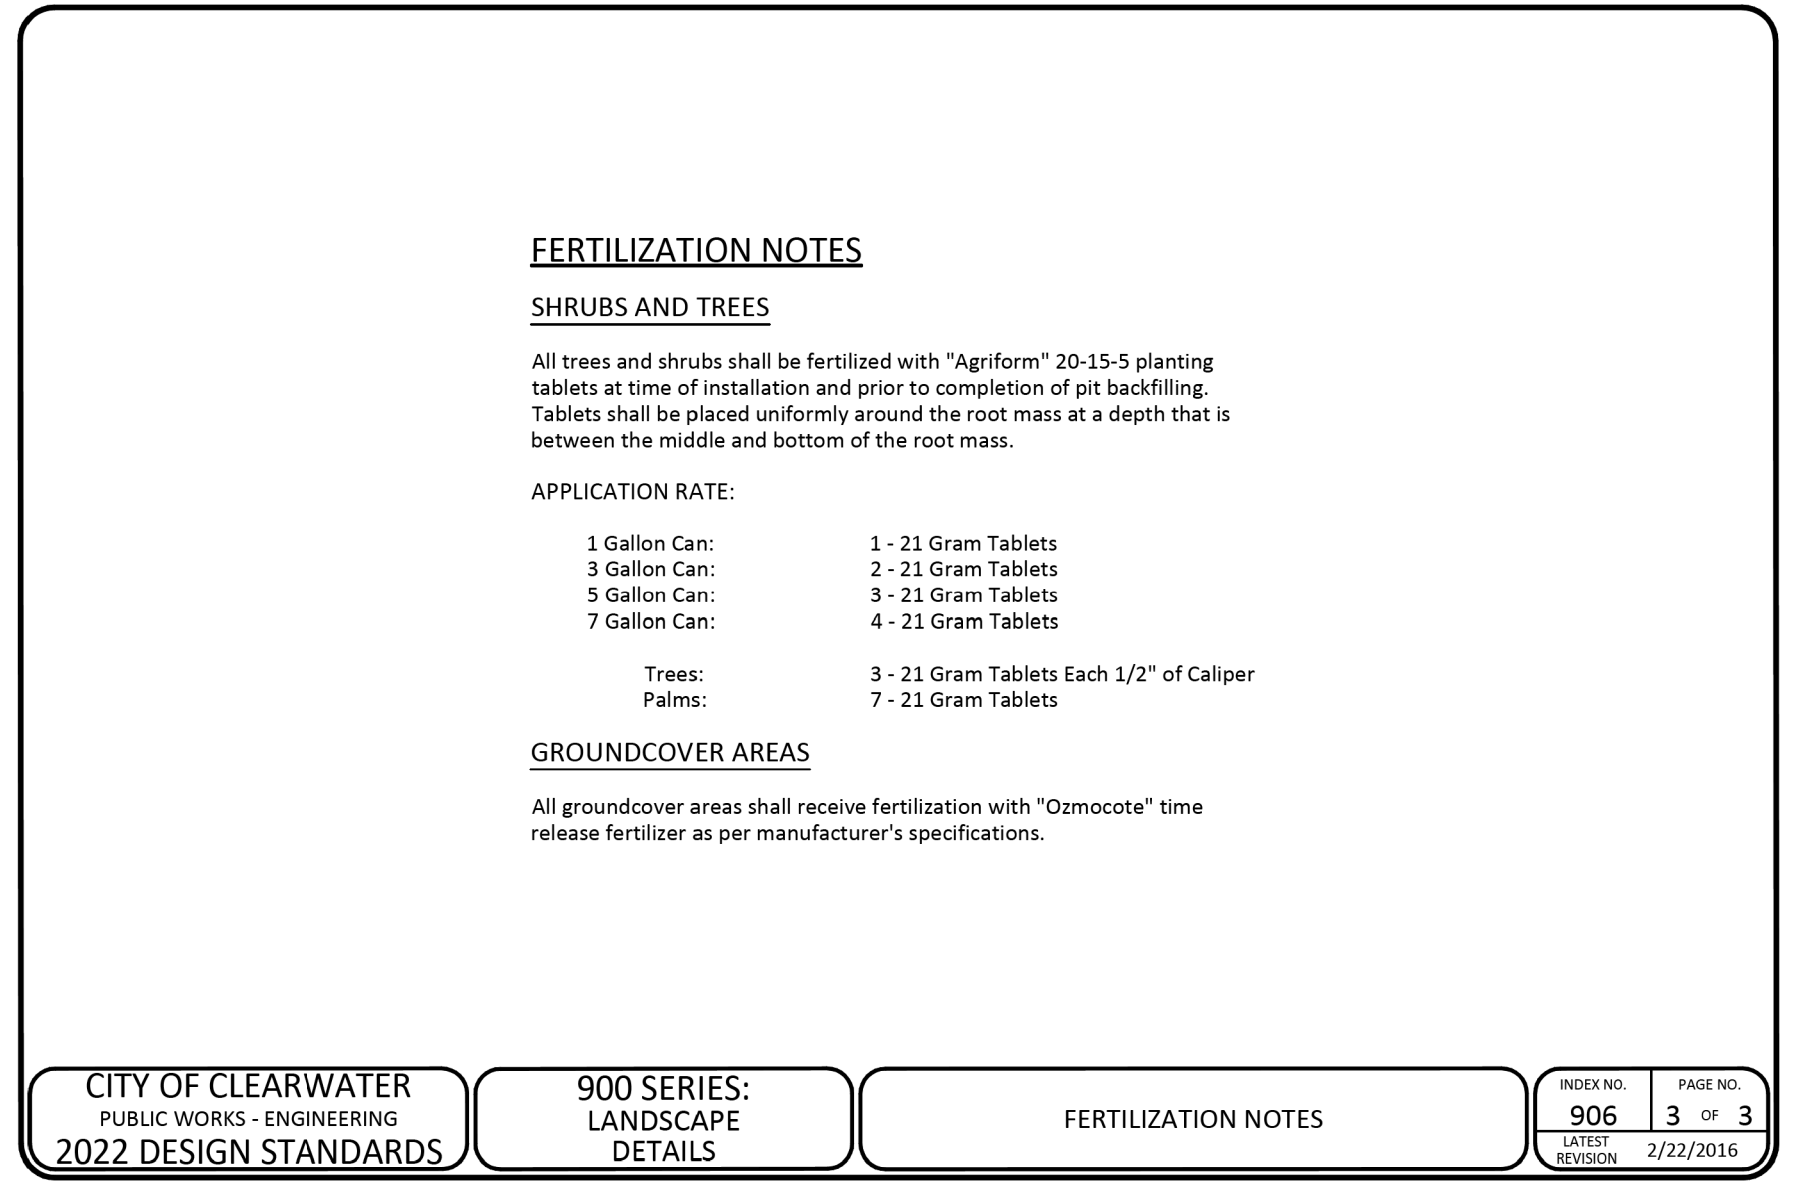 FERTILIZATION NOTES
SHRUBS AND TREES
All trees and shrubs shall be fertilized with "Agriform" 20-15-5 planting
tablets at time of installation and prior to completion of pit backfilling.
Tablets shall be placed uniformly around the root mass at a depth that is
between the middle and bottom of the root mass.
APPLICATION RATE:
1 Gallon Can: 1 - 21 Gram Tablets
3 Gallon Can: 2 - 21 Gram Tablets
5 Gallon Can: 3 - 21 Gram Tablets
7 Gallon Can: 4 - 21 Gram Tablets
Trees: 3 - 21 Gram Tablets Each 1/2" of Caliper
Palms: 7 - 21 Gram Tablets
GROUNDCOVER AREAS
All groundcover areas shall receive fertilization with "Ozmocote" time
release fertilizer as per manufacturer's specifications.
CITY OF CLEARWATER
PUBLIC WORKS - ENGINEERING
2022 DESIGN STANDARDS
900 SERIES:
LANDSCAPE
DETAILS
FERTILIZATION NOTES
INDEX NO.
906
PAGE NO.
3 OF 3
LATEST
REVISION
2/22/2016